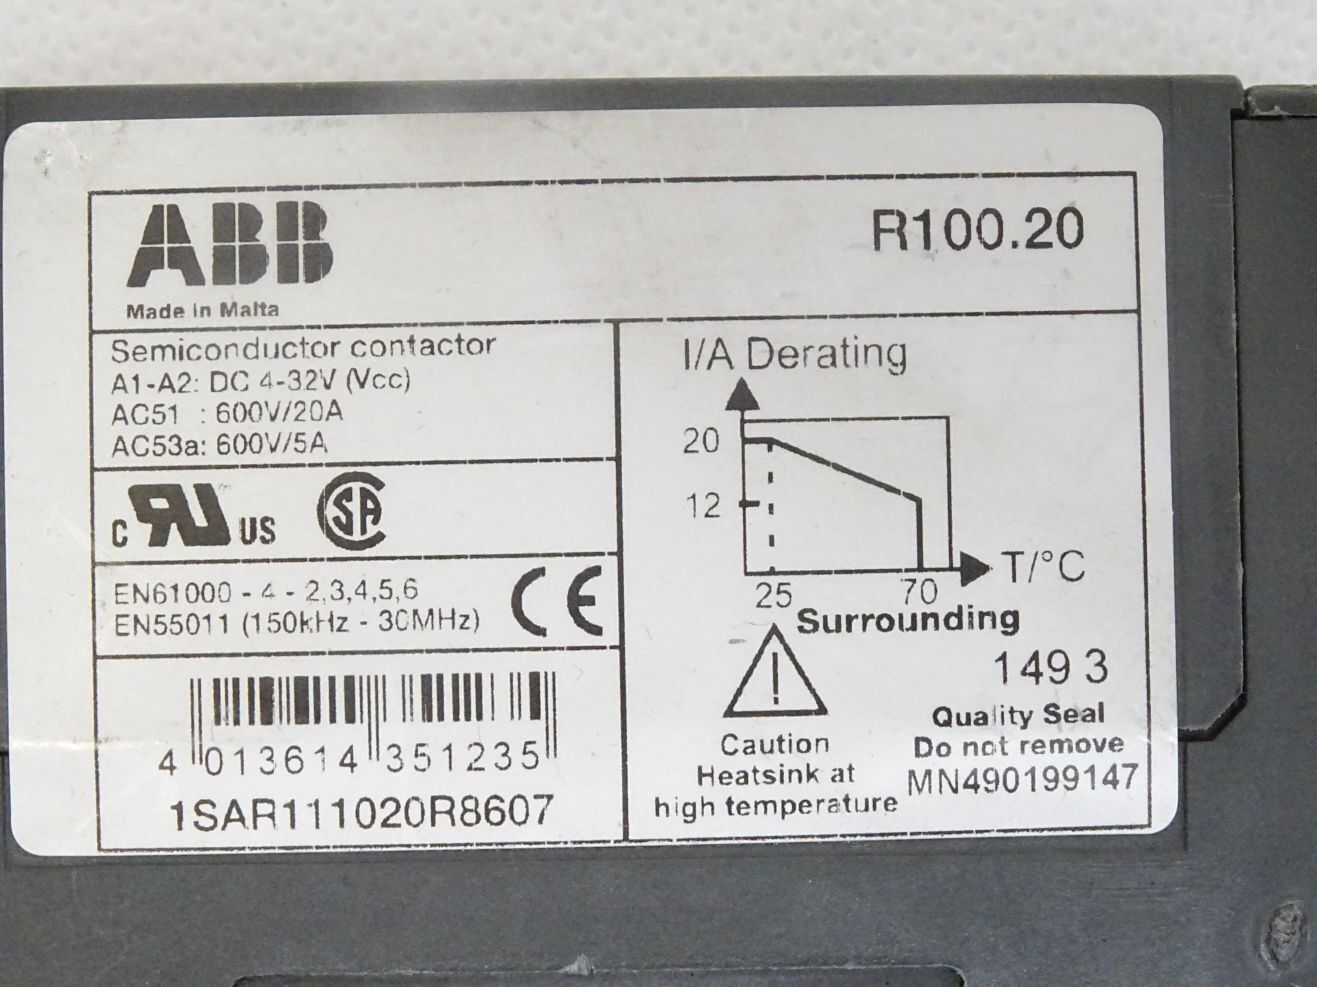 ABB
R100.20
Made in Malta
Semiconductor contactor
A1-A2: DC 4-32V (Vcc)
AC51 : 600V/20A
AC53a: 600V/5A
C RU US SA
EN61000 - 4 - 2,3,4,5,6
EN55011 (150kHz - 30MHz)
CE
4 013614 351235
1SAR111020R8607
I/A Derating
20
12
T/°C
25 70
Surrounding
149 3
Caution
Heatsink at
high temperature
Quality Seal
Do not remove
MN490199147